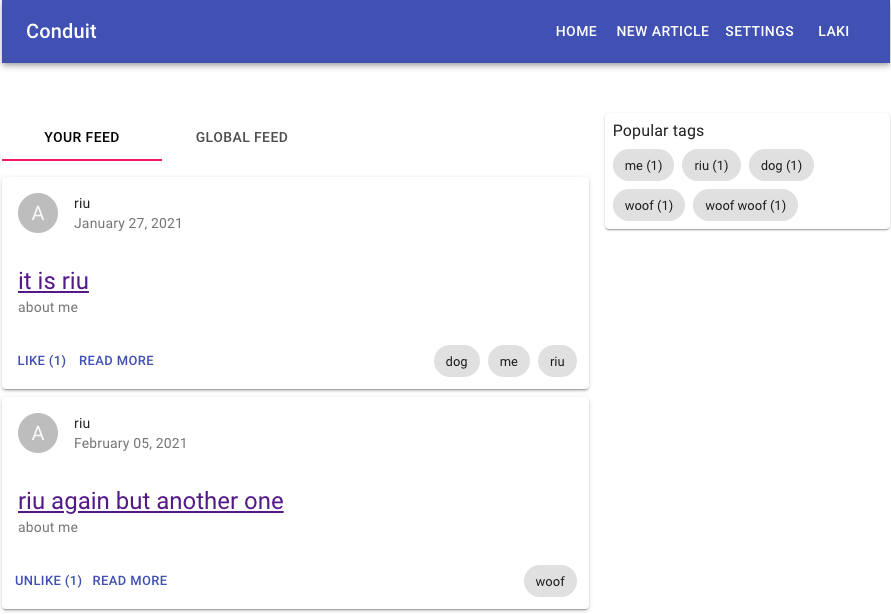 Conduit HOME NEW ARTICLE SETTINGS LAKI
YOUR FEED GLOBAL FEED
A riu
January 27, 2021
it is riu
about me
LIKE (1) READ MORE dog me riu
A riu
February 05, 2021
riu again but another one
about me
UNLIKE (1) READ MORE woof
Popular tags
me (1) riu (1) dog (1)
woof (1) woof woof (1)